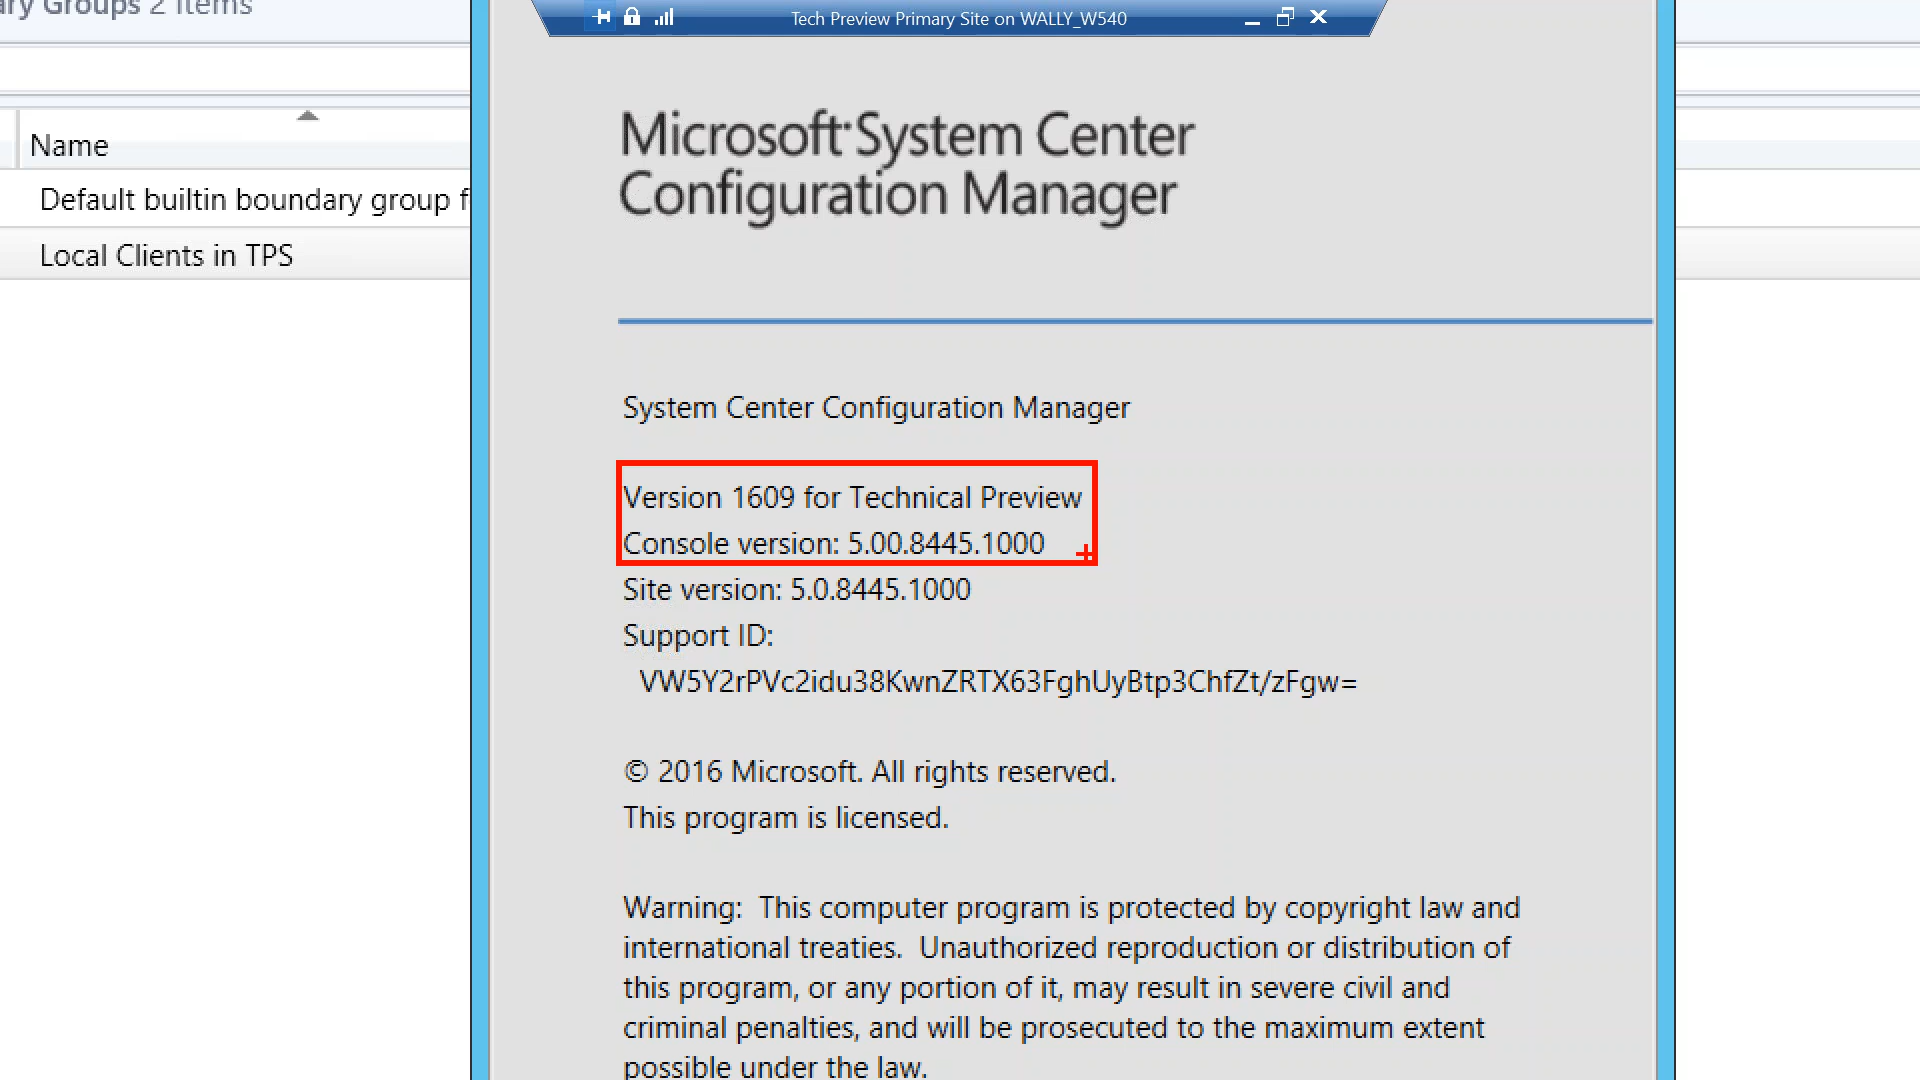 Groups 2 items
Tech Preview Primary Site on WALLY_W540
Name
Default builtin boundary group
Local Clients in TPS
Microsoft System Center
Configuration Manager
System Center Configuration Manager
Version 1609 for Technical Preview
Console version: 5.00.8445.1000
Site version: 5.0.8445.1000
Support ID:
VW5Y2rPVc2idu38KwnZRTX63FghUyBtp3ChfZt/zFgw=
© 2016 Microsoft. All rights reserved.
This program is licensed.
Warning:  This computer program is protected by copyright law and
international treaties.  Unauthorized reproduction or distribution of
this program, or any portion of it, may result in severe civil and
criminal penalties, and will be prosecuted to the maximum extent
possible under the law.